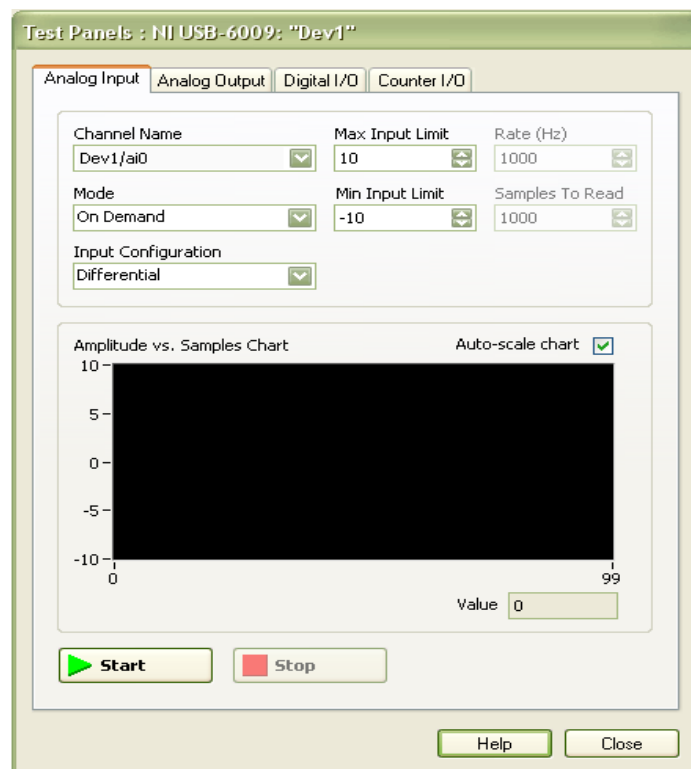 Test Panels : NI USB-6009: "Dev1"
Analog Input Analog Output Digital I/O Counter I/O
Channel Name Max Input Limit Rate (Hz)
Dev1/ai0 10 1000
Mode Min Input Limit Samples To Read
On Demand -10 1000
Input Configuration
Differential
Amplitude vs. Samples Chart Auto-scale chart
10
5
0
-5
-10
0 99
Value 0
Start Stop
Help Close